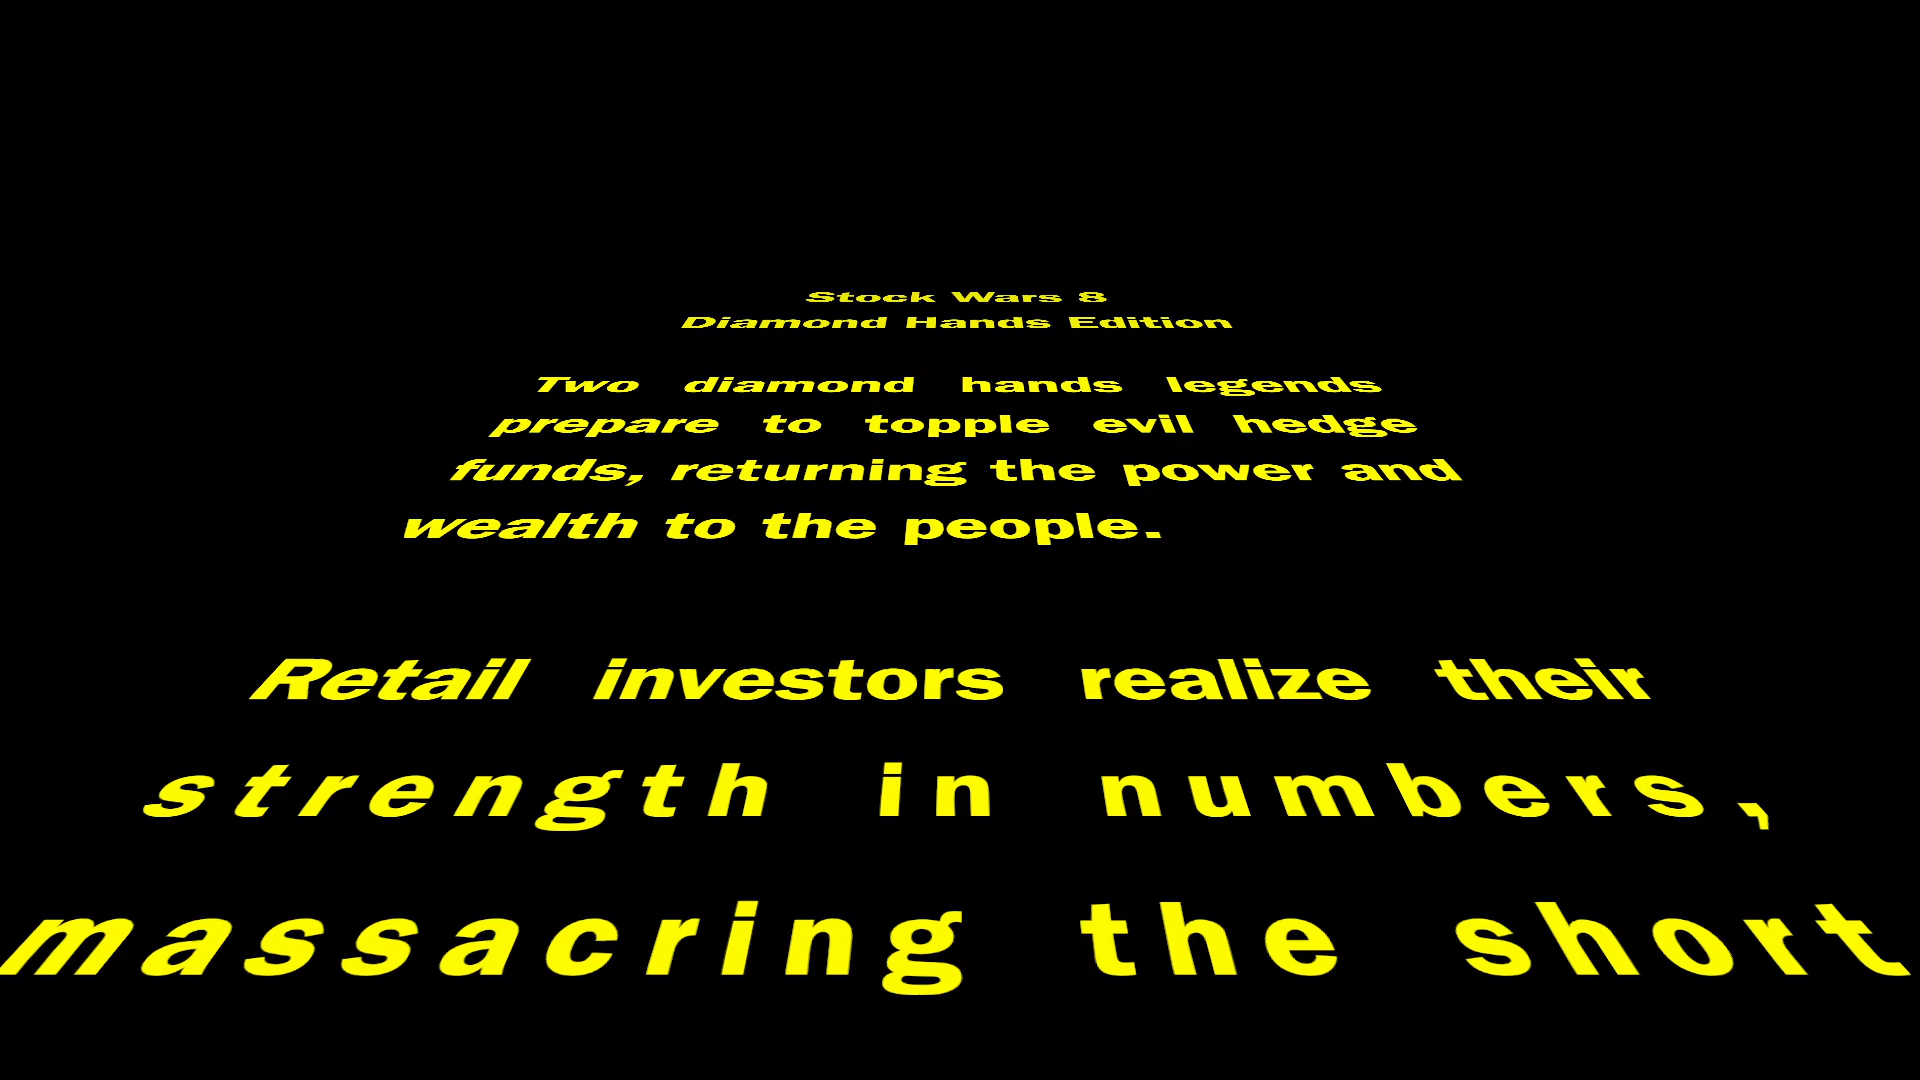 Stock Wars 8
Diamond Hands Edition
Two diamond hands legends
prepare to topple evil hedge
funds, returning the power and
wealth to the people.
Retail investors realize their
strength in numbers,
massacring the short